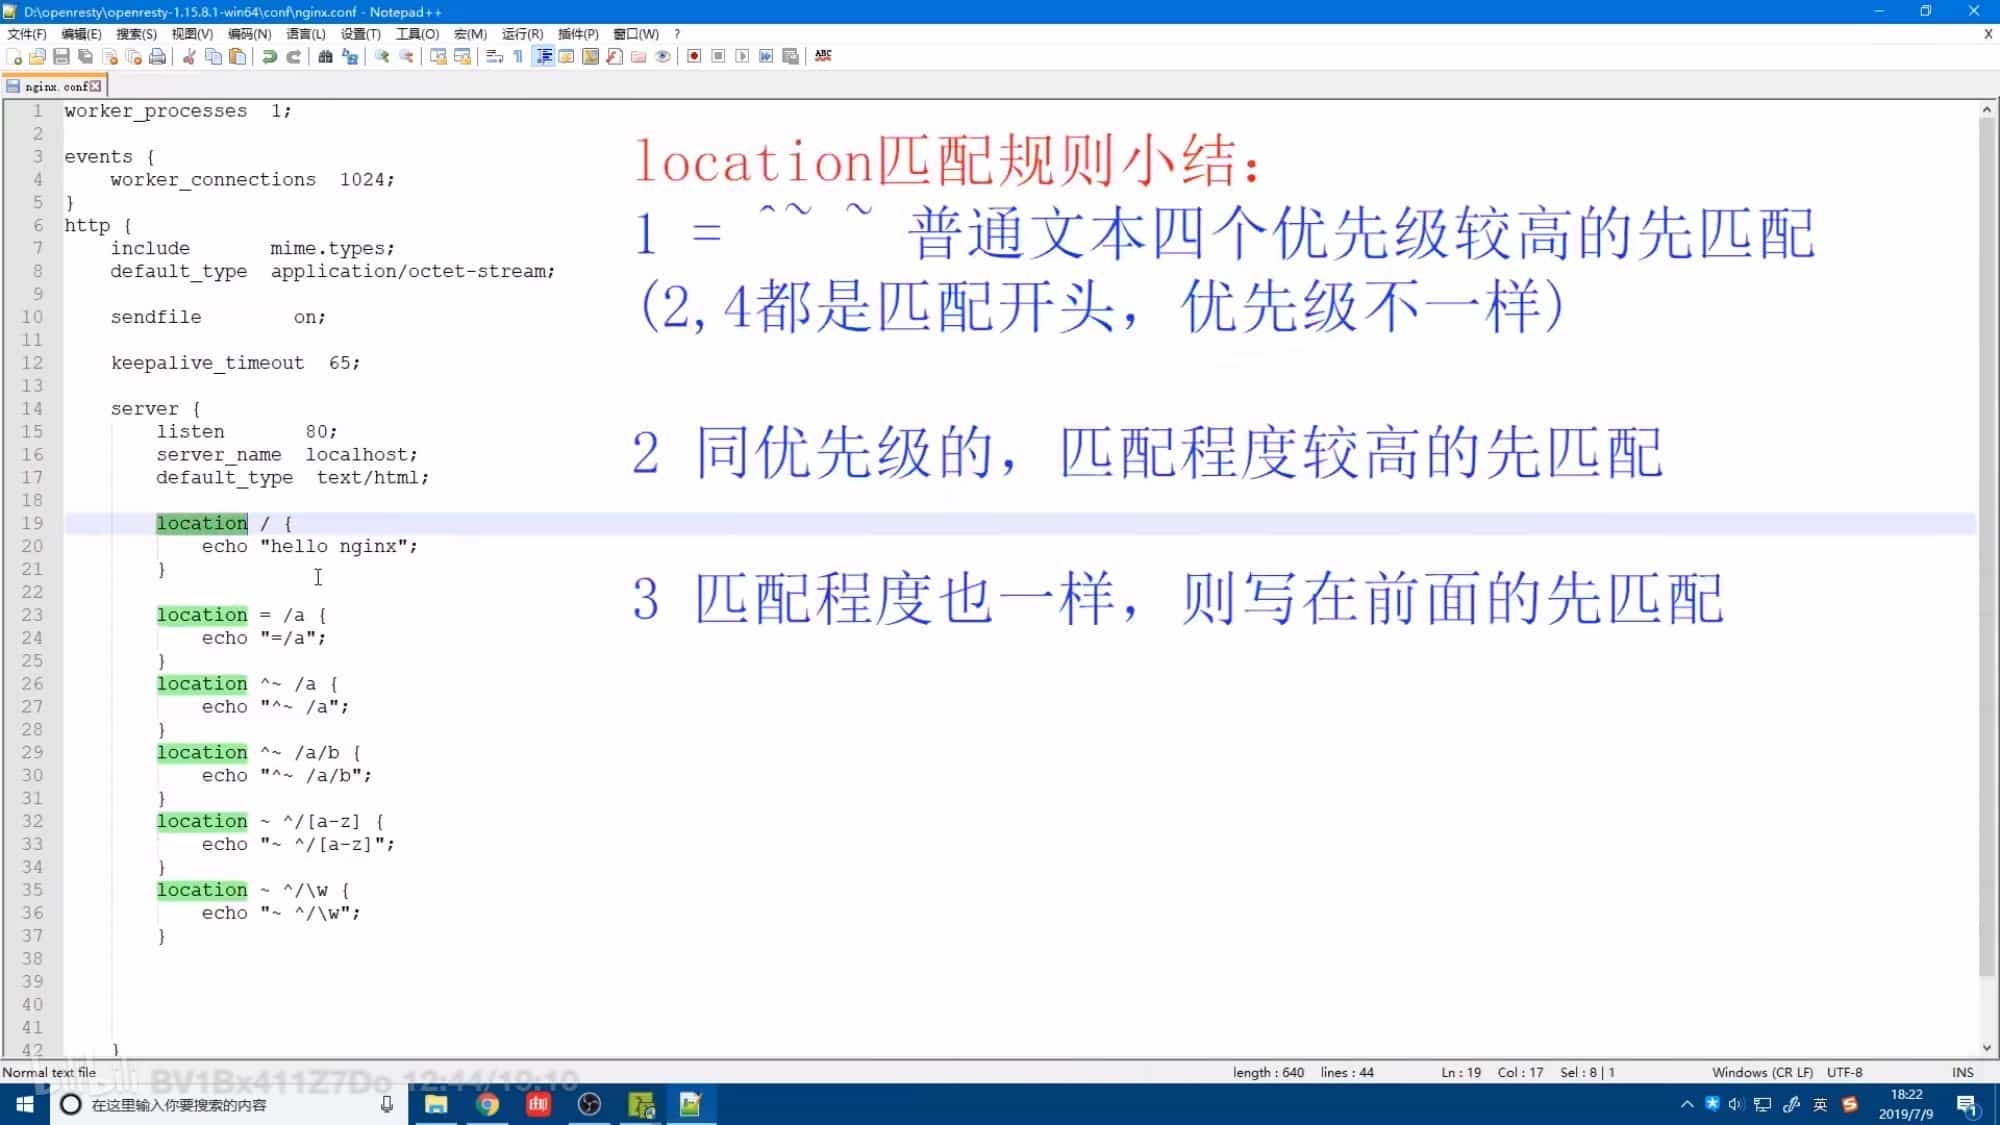 D:\openresty\openresty-1.15.8.1-win64\conf\nginx.conf - Notepad++
文件(F) 编辑(E) 搜索(S) 视图(V) 编码(N) 语言(L) 设置(T) 工具(O) 宏(M) 运行(R) 插件(P) 窗口(W) ? X
ABC
nginx.conf
1 worker_processes  1;
2
3 events {
4     worker_connections  1024;
5 }
6 http {
7     include       mime.types;
8     default_type  application/octet-stream;
9
10     sendfile        on;
11
12     keepalive_timeout  65;
13
14     server {
15         listen       80;
16         server_name  localhost;
17         default_type  text/html;
18
19         location / {
20             echo "hello nginx";
21         }
22
23         location = /a {
24             echo "=/a";
25         }
26         location ^~ /a {
27             echo "^~ /a";
28         }
29         location ^~ /a/b {
30             echo "^~ /a/b";
31         }
32         location ~ ^/[a-z] {
33             echo "~ ^/[a-z]";
34         }
35         location ~ ^/\w {
36             echo "~ ^/\w";
37         }
38
39
40
41
42     }
location匹配规则小结：
1 = ^~ ~ 普通文本四个优先级较高的先匹配
(2,4都是匹配开头，优先级不一样)
2 同优先级的，匹配程度较高的先匹配
3 匹配程度也一样，则写在前面的先匹配
Normal text file length : 640 lines : 44 Ln : 19 Col : 17 Sel : 8 | 1 Windows (CR LF) UTF-8 INS
bilibili BV1Bx411Z7Do 12:44/19:10
在这里输入你要搜索的内容
英
18:22
2019/7/9
1